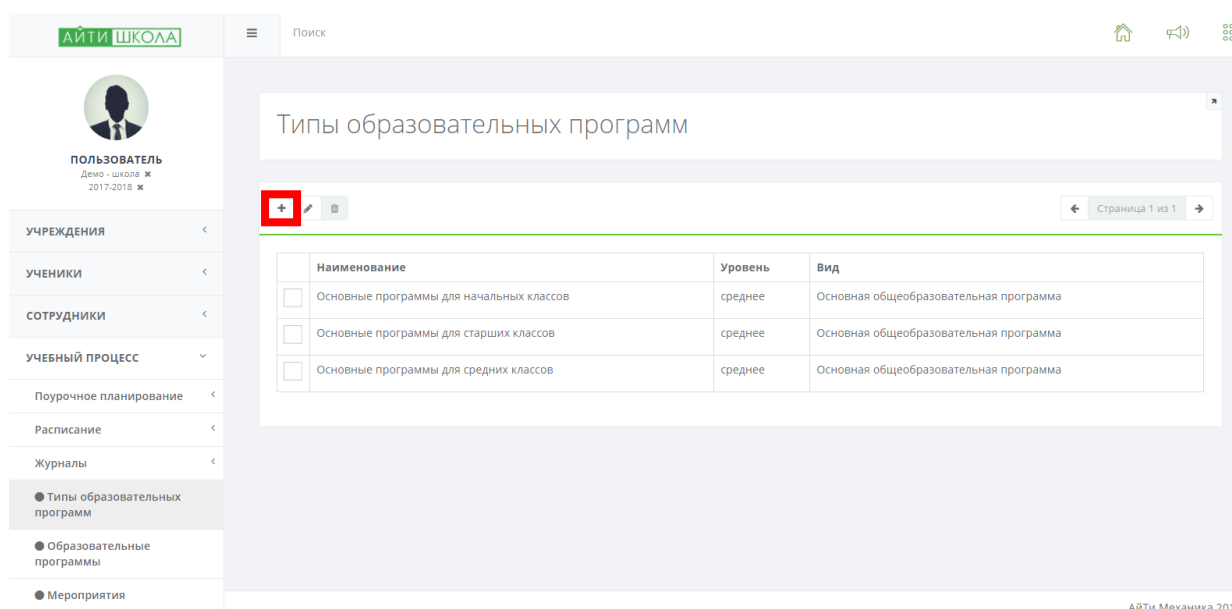 АЙТИ ШКОЛА
Поиск
ПОЛЬЗОВАТЕЛЬ
Демо - школа ✖
2017-2018 ✖
УЧРЕЖДЕНИЯ
УЧЕНИКИ
СОТРУДНИКИ
УЧЕБНЫЙ ПРОЦЕСС
Поурочное планирование
Расписание
Журналы
Типы образовательных
программ
Образовательные
программы
Мероприятия
Типы образовательных программ
Страница 1 из 1
Наименование Уровень Вид
Основные программы для начальных классов среднее Основная общеобразовательная программа
Основные программы для старших классов среднее Основная общеобразовательная программа
Основные программы для средних классов среднее Основная общеобразовательная программа
АйТи Механика